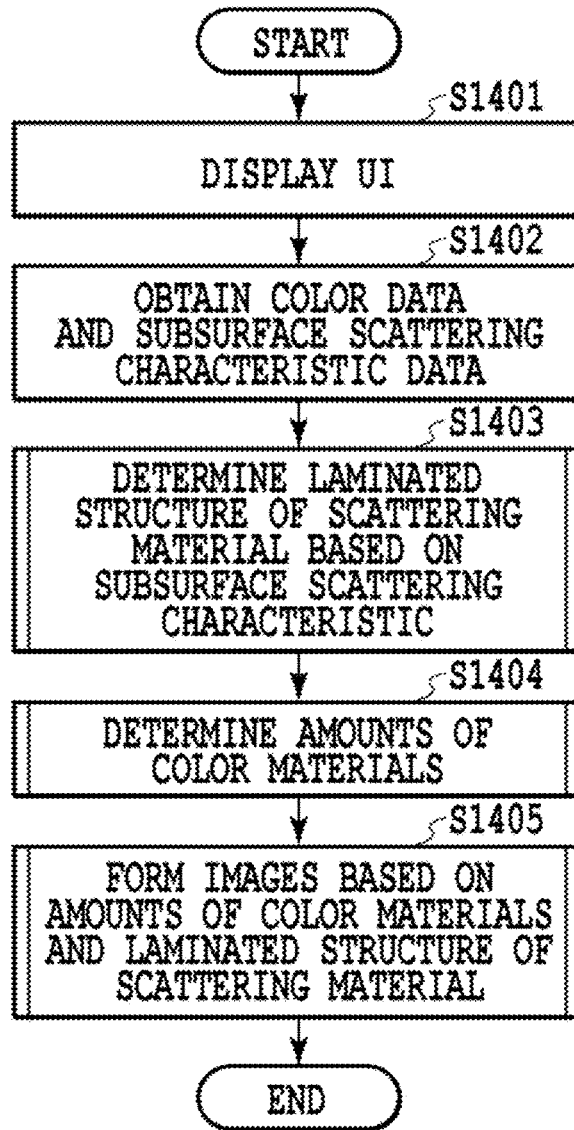 START
S1401
DISPLAY UI
S1402
OBTAIN COLOR DATA
AND SUBSURFACE SCATTERING
CHARACTERISTIC DATA
S1403
DETERMINE LAMINATED
STRUCTURE OF SCATTERING
MATERIAL BASED ON
SUBSURFACE SCATTERING
CHARACTERISTIC
S1404
DETERMINE AMOUNTS OF
COLOR MATERIALS
S1405
FORM IMAGES BASED ON
AMOUNTS OF COLOR MATERIALS
AND LAMINATED STRUCTURE OF
SCATTERING MATERIAL
END